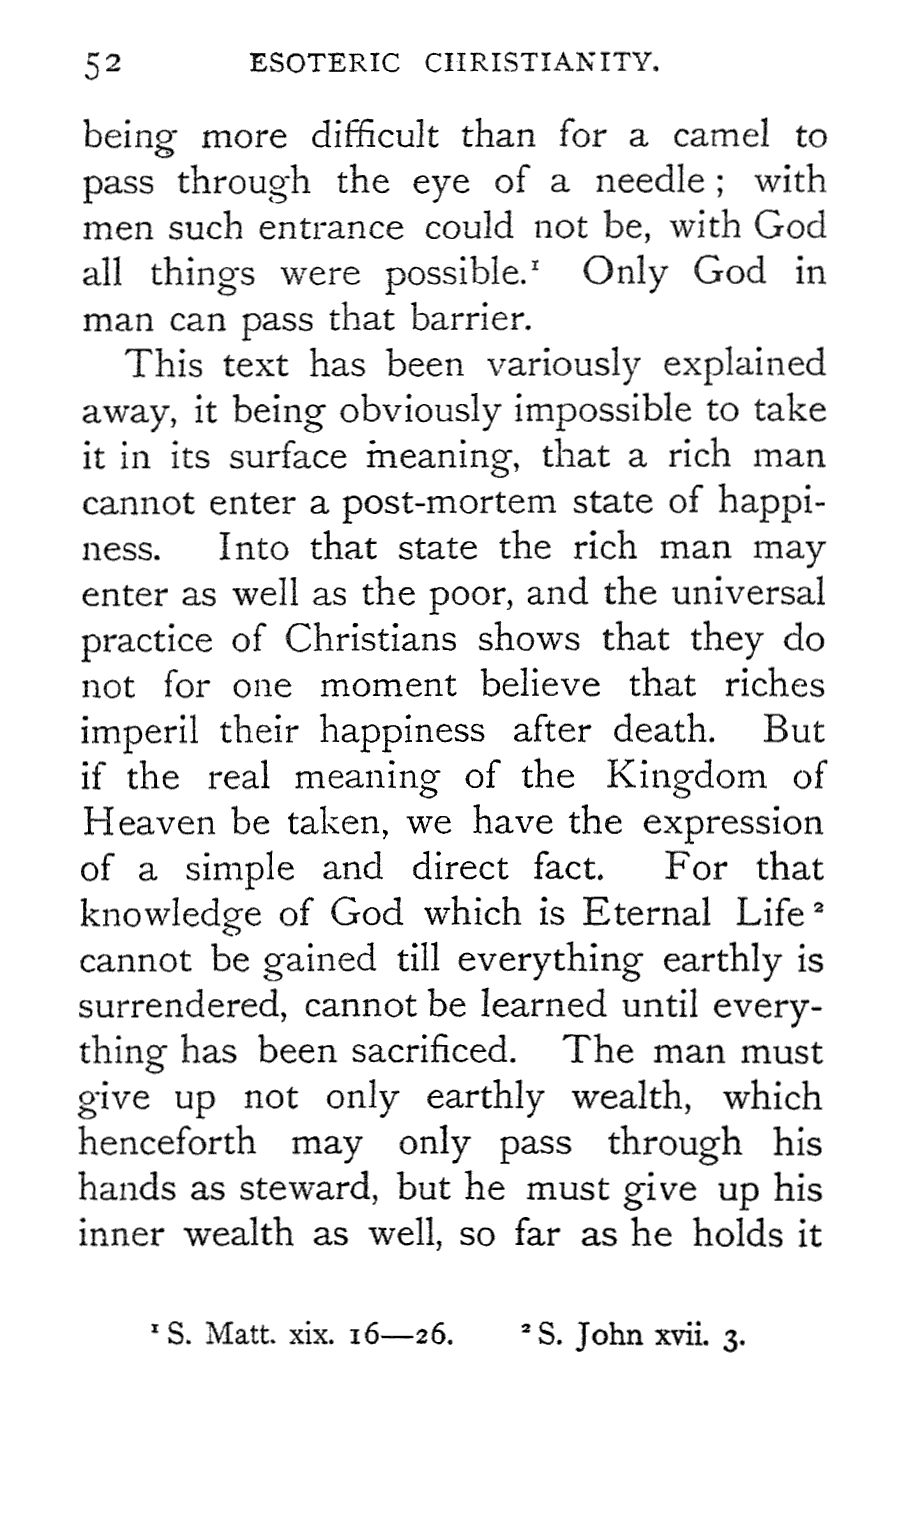 52 ESOTERIC CHRISTIANITY.
being more difficult than for a camel to
pass through the eye of a needle ; with
men such entrance could not be, with God
all things were possible.¹ Only God in
man can pass that barrier.
This text has been variously explained
away, it being obviously impossible to take
it in its surface meaning, that a rich man
cannot enter a post-mortem state of happi-
ness. Into that state the rich man may
enter as well as the poor, and the universal
practice of Christians shows that they do
not for one moment believe that riches
imperil their happiness after death. But
if the real meaning of the Kingdom of
Heaven be taken, we have the expression
of a simple and direct fact. For that
knowledge of God which is Eternal Life ²
cannot be gained till everything earthly is
surrendered, cannot be learned until every-
thing has been sacrificed. The man must
give up not only earthly wealth, which
henceforth may only pass through his
hands as steward, but he must give up his
inner wealth as well, so far as he holds it
¹ S. Matt. xix. 16—26. ² S. John xvii. 3.